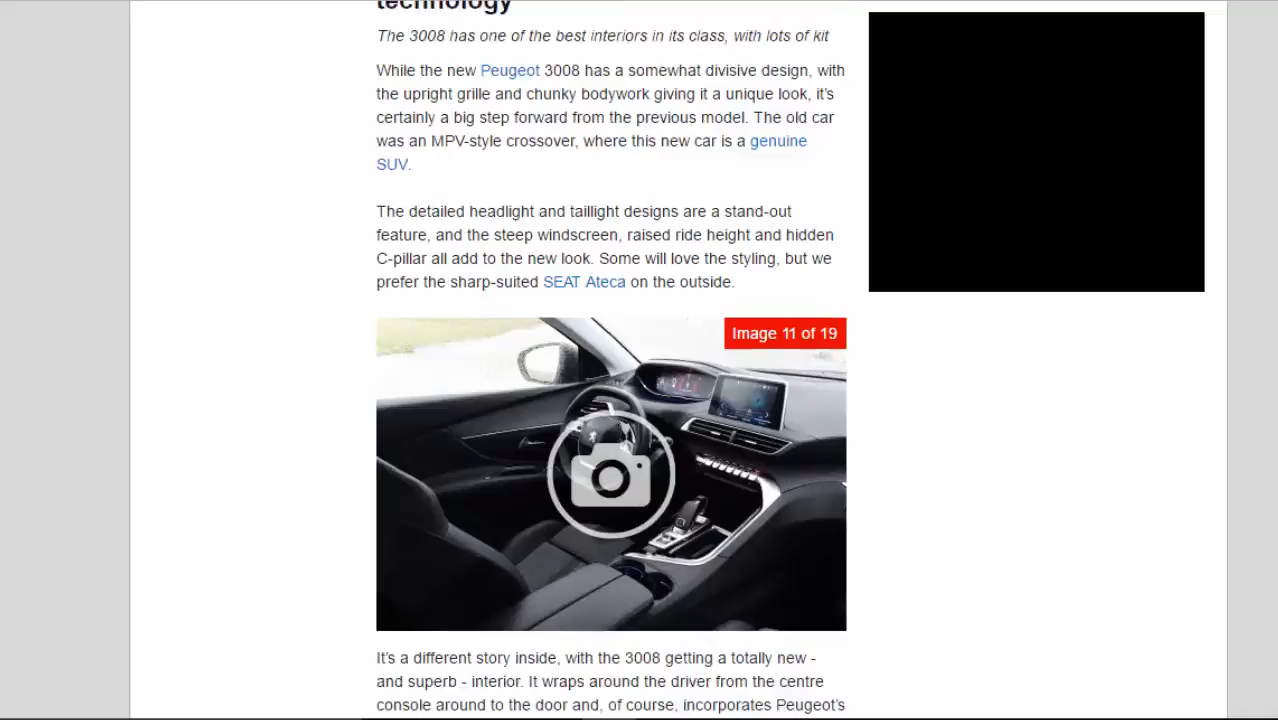 technology
The 3008 has one of the best interiors in its class, with lots of kit
While the new Peugeot 3008 has a somewhat divisive design, with
the upright grille and chunky bodywork giving it a unique look, it's
certainly a big step forward from the previous model. The old car
was an MPV-style crossover, where this new car is a genuine
SUV.
The detailed headlight and taillight designs are a stand-out
feature, and the steep windscreen, raised ride height and hidden
C-pillar all add to the new look. Some will love the styling, but we
prefer the sharp-suited SEAT Ateca on the outside.
Image 11 of 19
It's a different story inside, with the 3008 getting a totally new -
and superb - interior. It wraps around the driver from the centre
console around to the door and, of course, incorporates Peugeot's